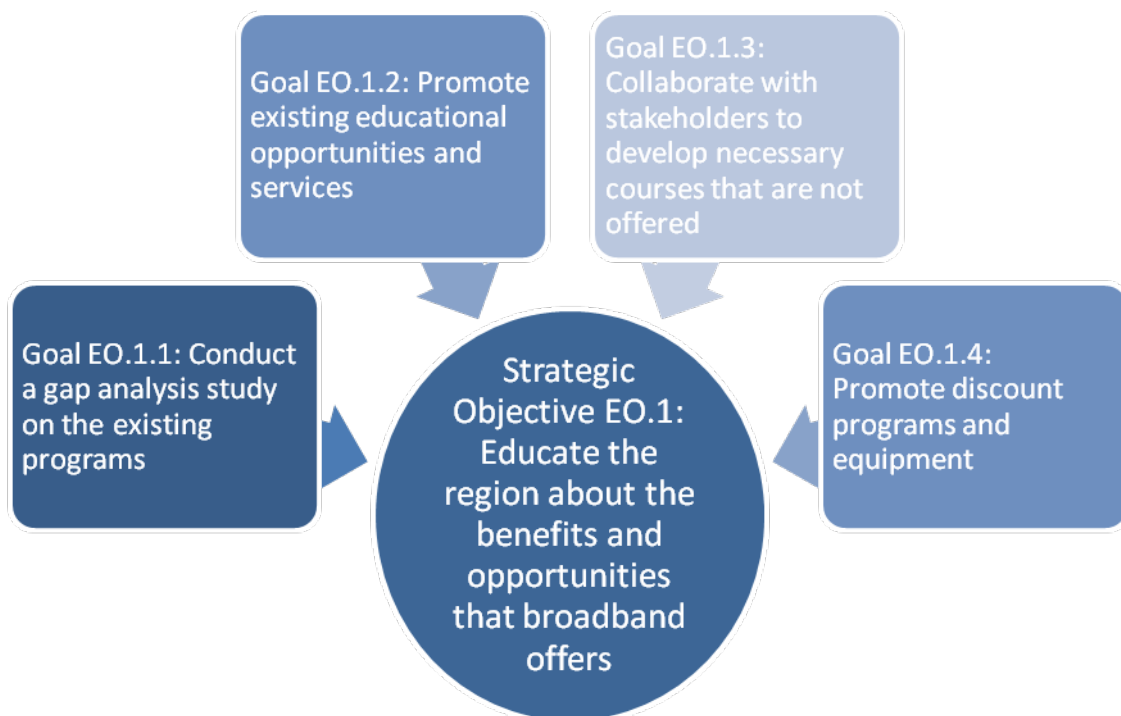 Goal EO.1.1: Conduct
a gap analysis study
on the existing
programs
Goal EO.1.2: Promote
existing educational
opportunities and
services
Goal EO.1.3:
Collaborate with
stakeholders to
develop necessary
courses that are not
offered
Goal EO.1.4:
Promote discount
programs and
equipment
Strategic
Objective EO.1:
Educate the
region about the
benefits and
opportunities
that broadband
offers